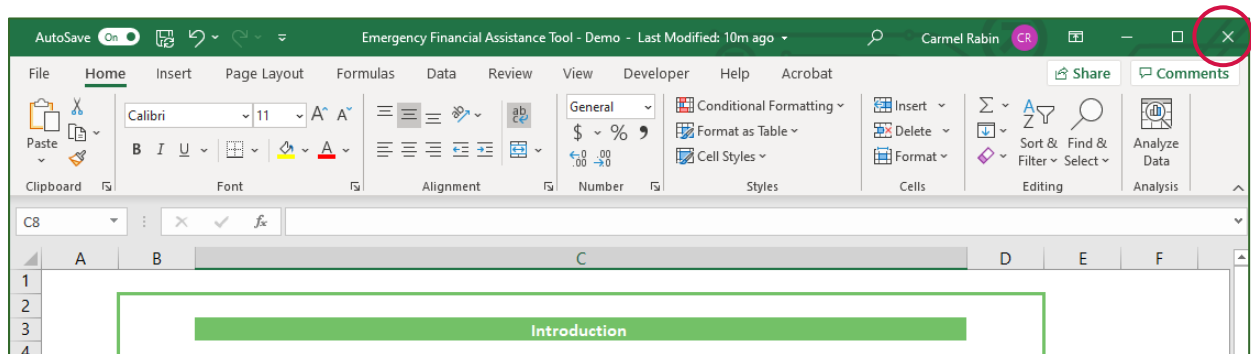 AutoSave On Emergency Financial Assistance Tool - Demo - Last Modified: 10m ago Carmel Rabin CR
File Home Insert Page Layout Formulas Data Review View Developer Help Acrobat Share Comments
Paste
Clipboard
Calibri 11 A^ A˅
B I U A
Font
ab
Alignment
General
$ % 9
.00 .00
Number
Conditional Formatting
Format as Table
Cell Styles
Styles
Insert
Delete
Format
Cells
Sort & Filter
Find & Select
Editing
Analyze
Data
Analysis
C8 fx
A B C D E F
1
2
3 Introduction
4